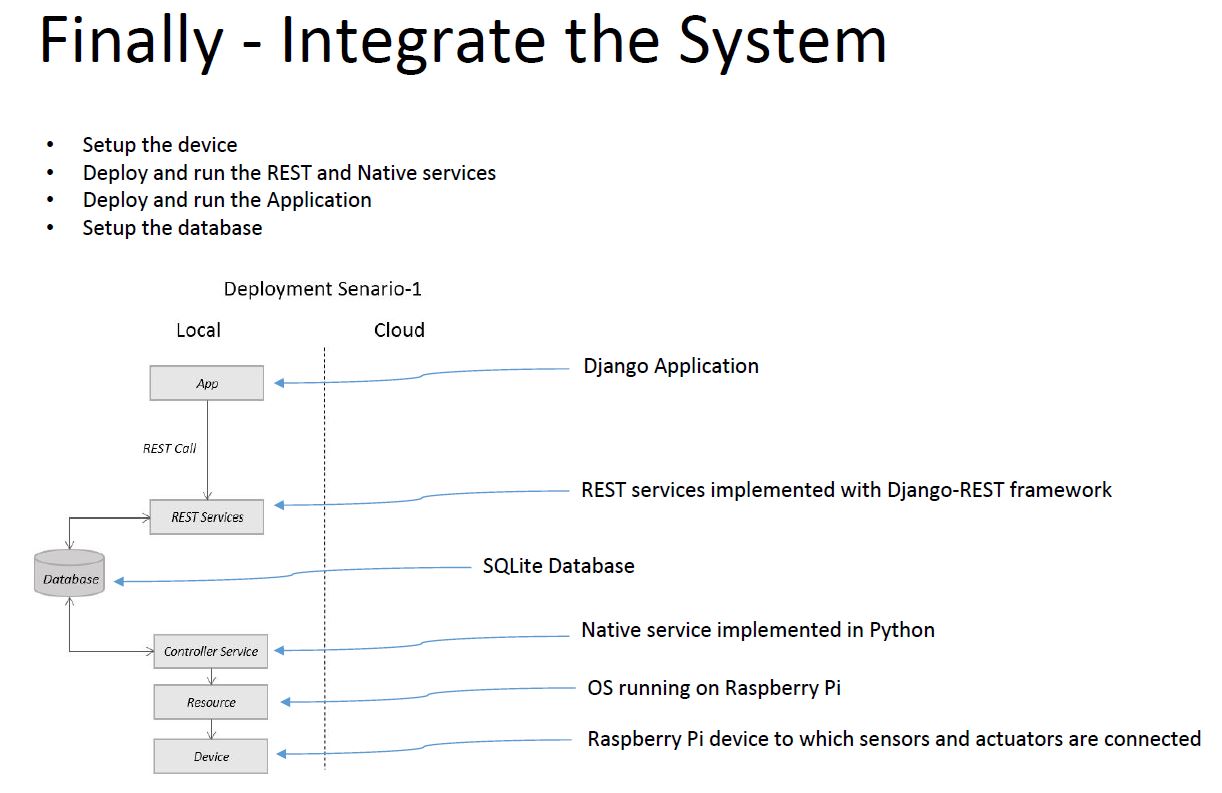 Finally - Integrate the System
• Setup the device
• Deploy and run the REST and Native services
• Deploy and run the Application
• Setup the database
Deployment Senario-1
Local
Cloud
App
Django Application
REST Call
REST Services
REST services implemented with Django-REST framework
Database
SQLite Database
Controller Service
Native service implemented in Python
Resource
OS running on Raspberry Pi
Device
Raspberry Pi device to which sensors and actuators are connected